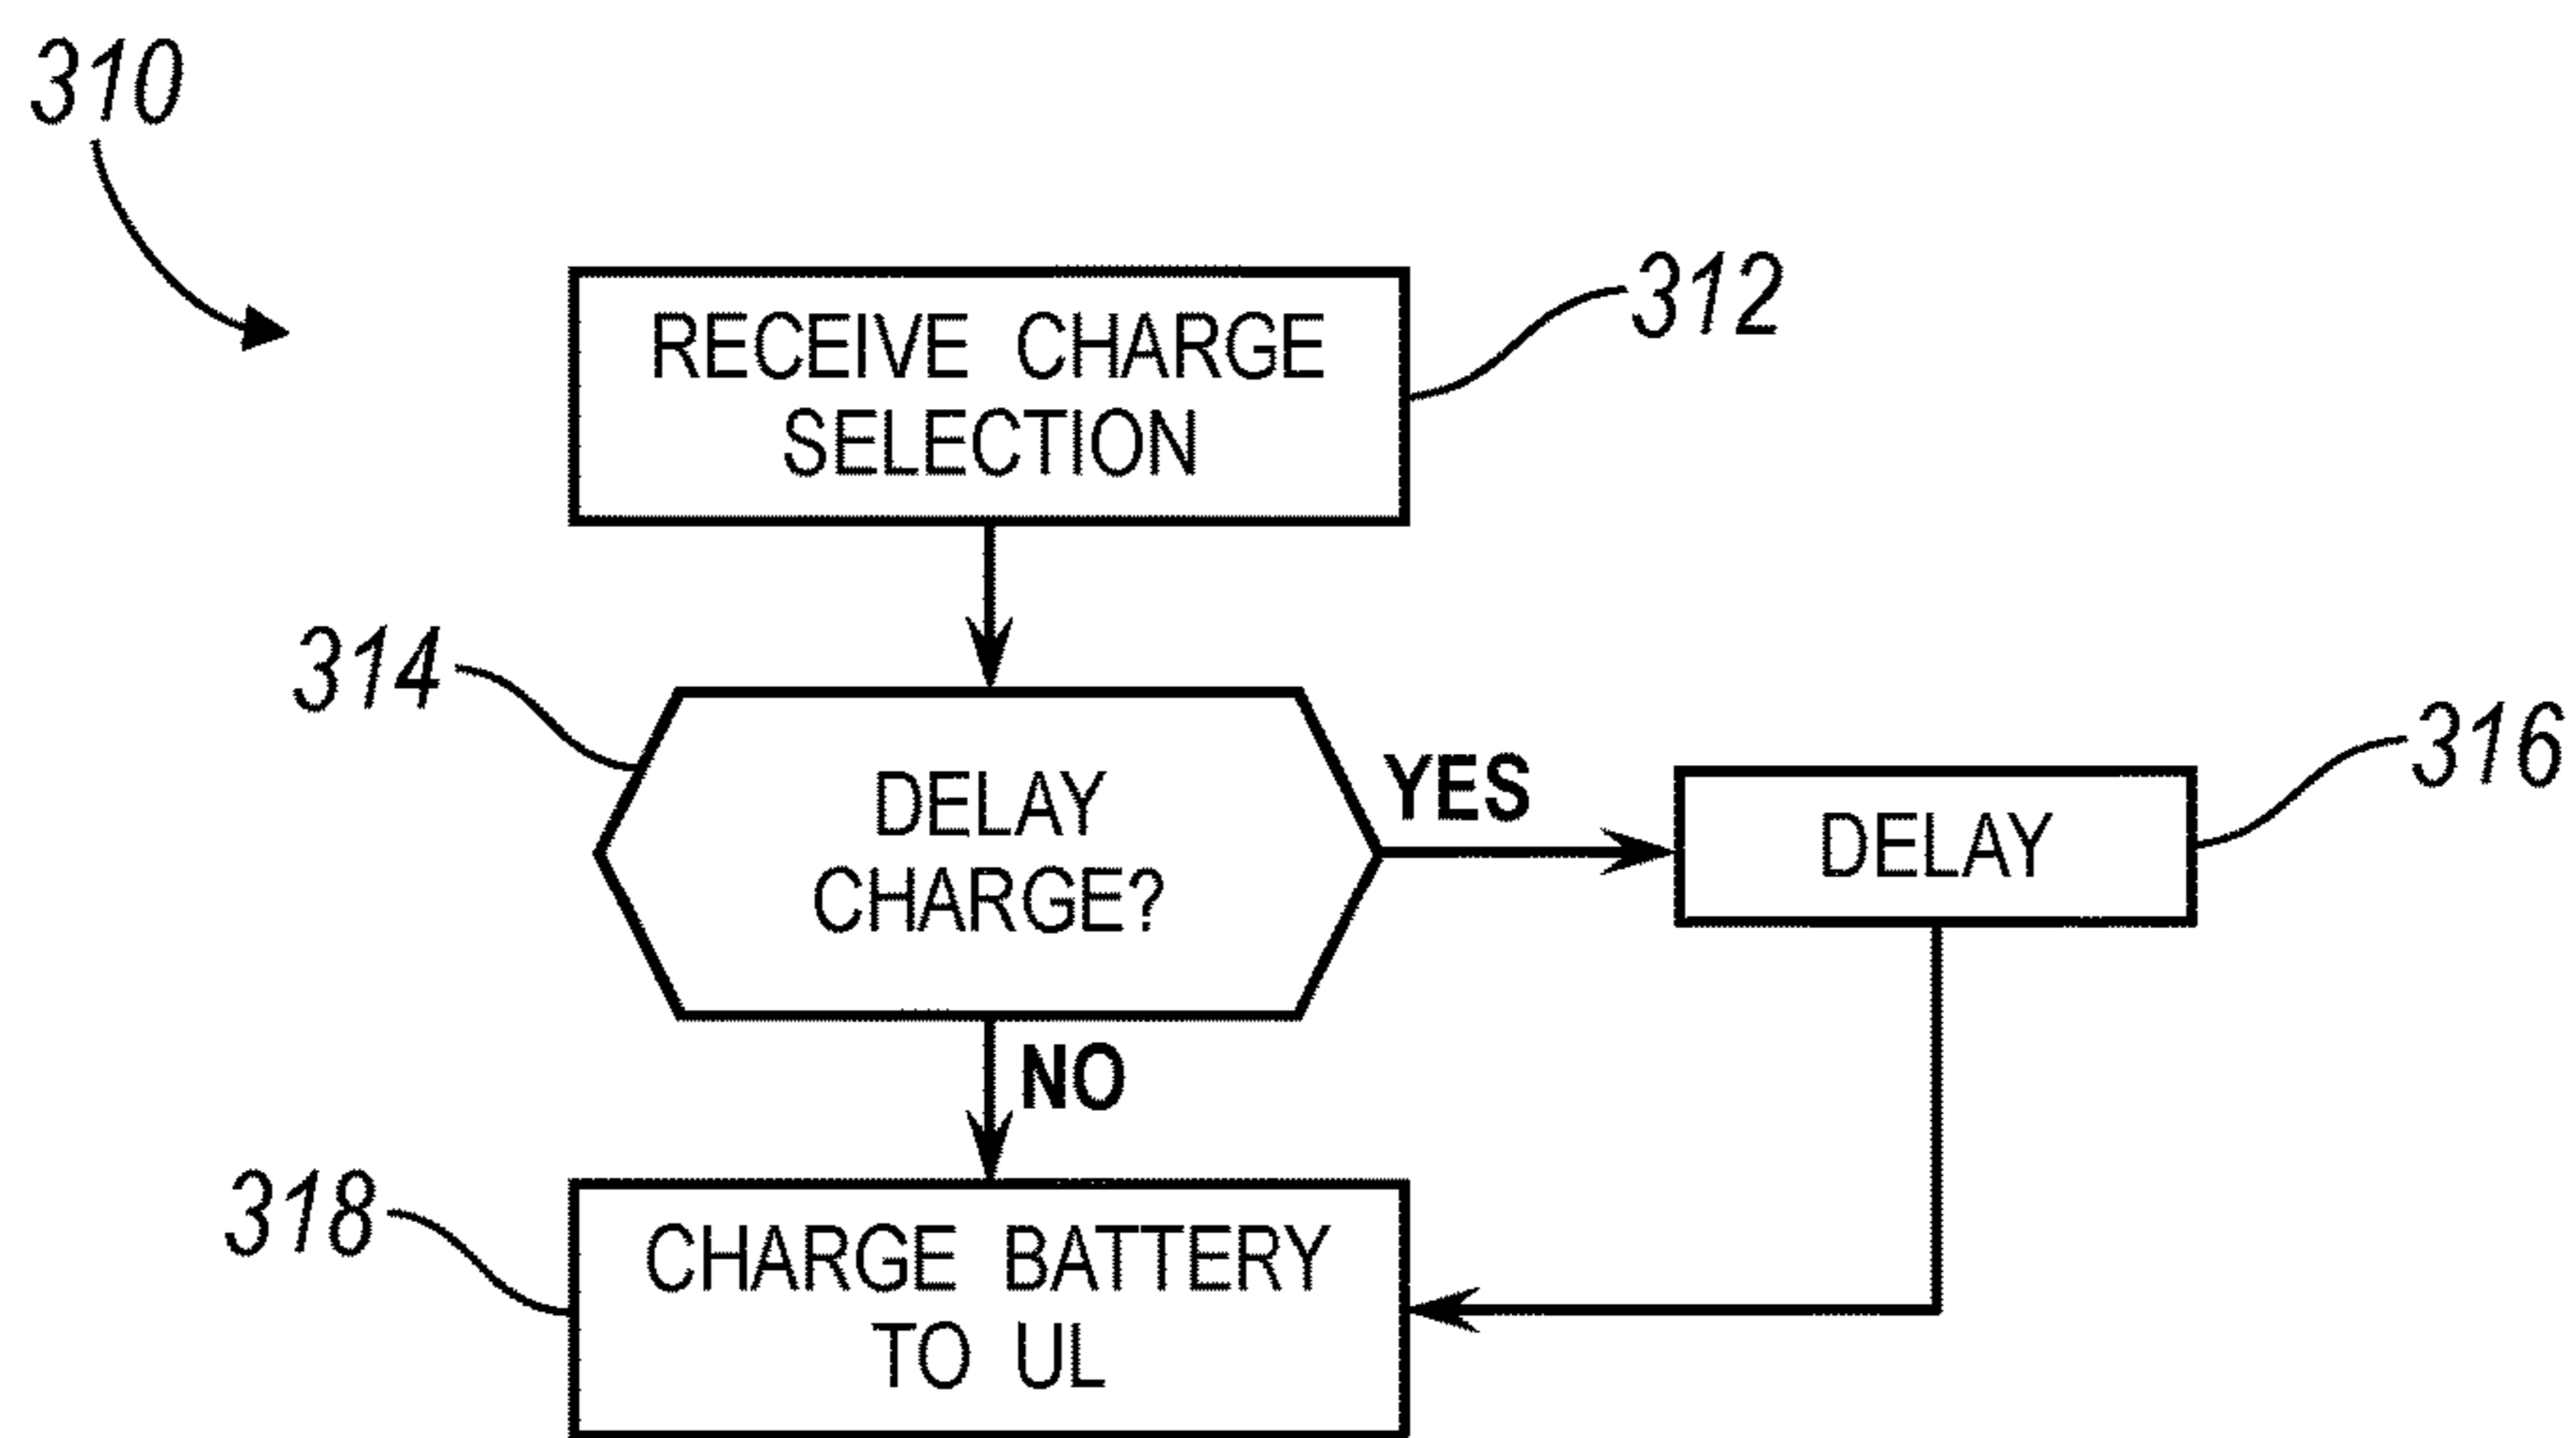 310
RECEIVE CHARGE
SELECTION
312
314
DELAY
CHARGE?
YES
DELAY
316
NO
318
CHARGE BATTERY
TO UL